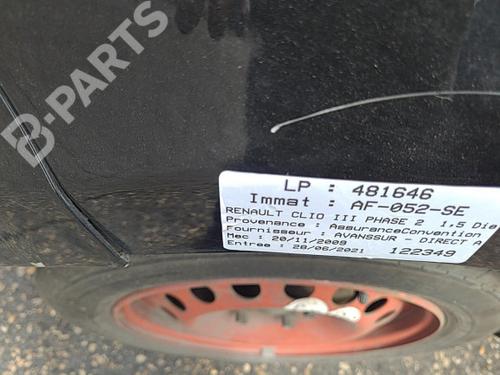 B-PARTS
LP : 481646
Immat : AF-052-SE
RENAULT CLIO III PHASE 2 1,5 Die
Provenance : AssuranceConvention
Fournisseur : AVANSSUR - DIRECT A
Mec : 20/11/2009
Entree : 28/06/2021 122349